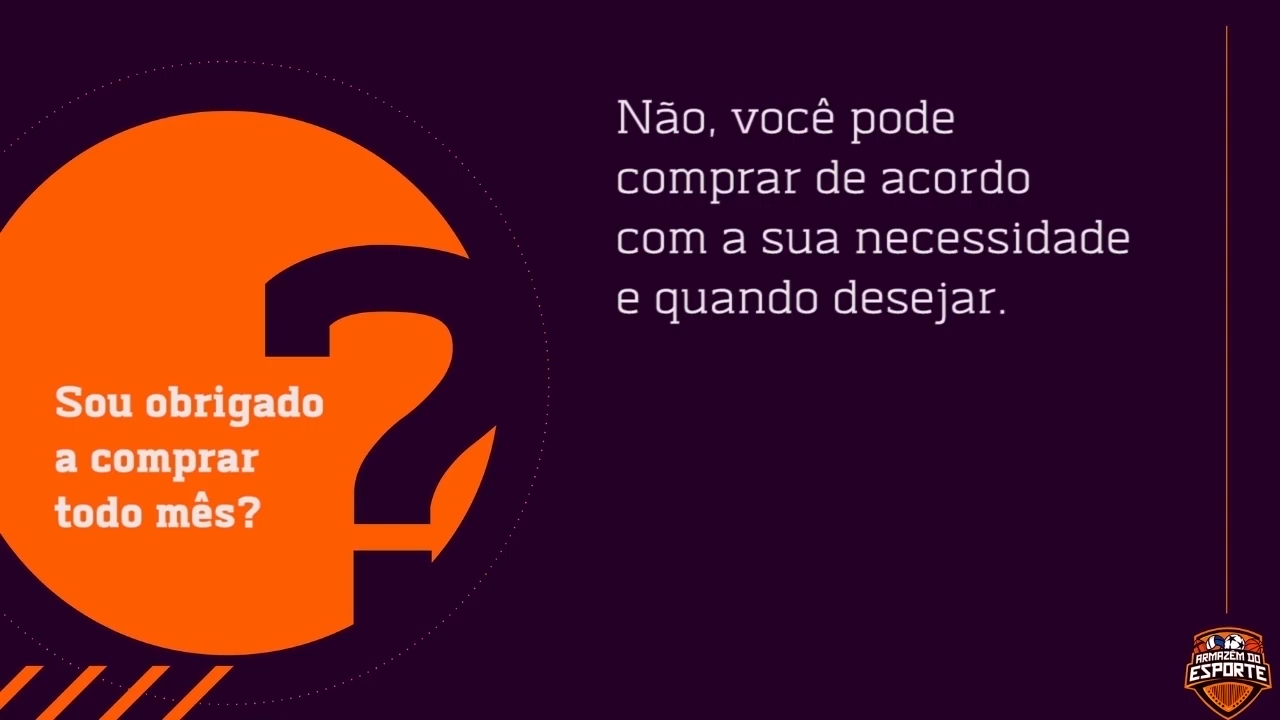 Sou obrigado
a comprar
todo mês?
Não, você pode
comprar de acordo
com a sua necessidade
e quando desejar.
ARMAZÉM DO
ESPORTE